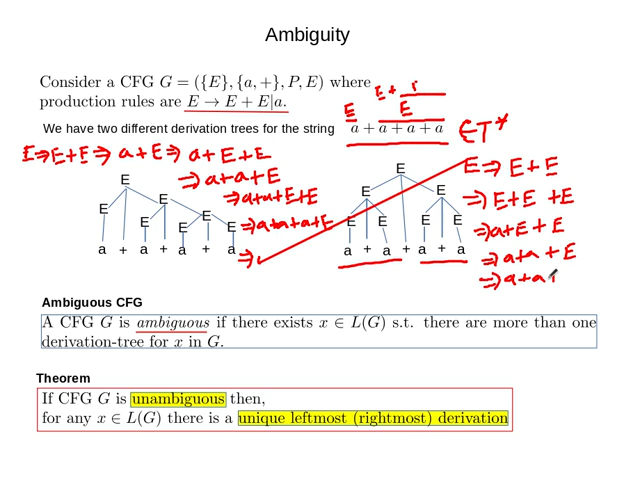 Ambiguity
Consider a CFG G = ({E}, {a, +}, P, E) where
production rules are E → E + E|a.
E + 
E E
We have two different derivation trees for the string a + a + a + a ∈ T*
E ⇒ E+E ⇒ a+E ⇒ a+E+E
⇒ a+a+E
⇒ a+a+E+E
⇒ a+a+a+E
⇒
E
E E
E E
E E
a + a + a + a
E
E E
E E E E
a + a + a + a
E ⇒ E+E
⇒ E+E +E
⇒ a+E+E
⇒ a+a+E
⇒ a+a
Ambiguous CFG
A CFG G is ambiguous if there exists x ∈ L(G) s.t. there are more than one
derivation-tree for x in G.
Theorem
If CFG G is unambiguous then,
for any x ∈ L(G) there is a unique leftmost (rightmost) derivation